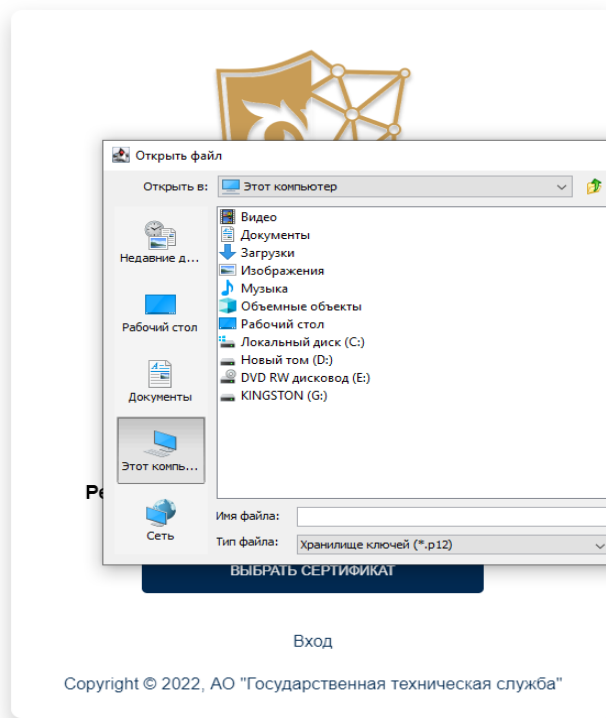 Открыть файл
Открыть в:
Этот компьютер
Недавние д...
Рабочий стол
Документы
Этот компь...
Сеть
Видео
Документы
Загрузки
Изображения
Музыка
Объемные объекты
Рабочий стол
Локальный диск (C:)
Новый том (D:)
DVD RW дисковод (E:)
KINGSTON (G:)
Имя файла:
Тип файла:
Хранилище ключей (*.p12)
ВЫБРАТЬ СЕРТИФИКАТ
Вход
Copyright © 2022, АО "Государственная техническая служба"